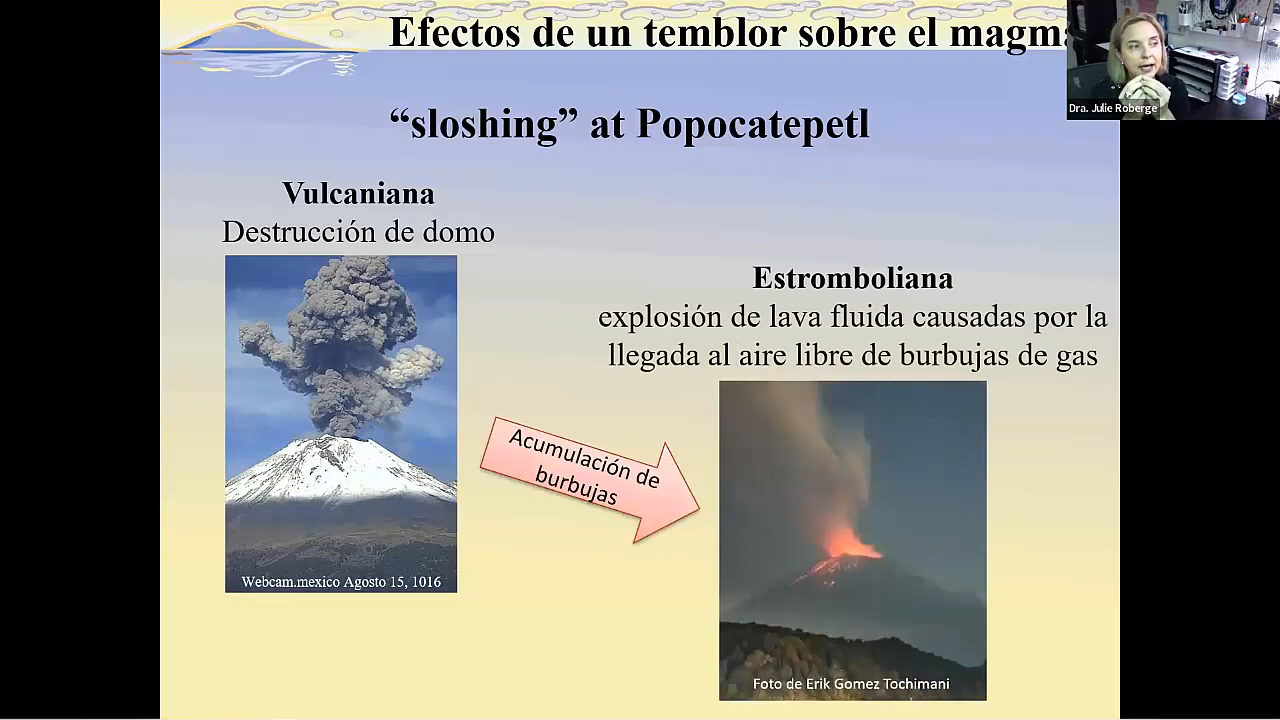 Efectos de un temblor sobre el magma
Dra. Julie Roberge
“sloshing” at Popocatepetl
Vulcaniana
Destrucción de domo
Estromboliana
explosión de lava fluida causadas por la
llegada al aire libre de burbujas de gas
Acumulación de
burbujas
Webcam.mexico Agosto 15, 1016
Foto de Erik Gomez Tochimani